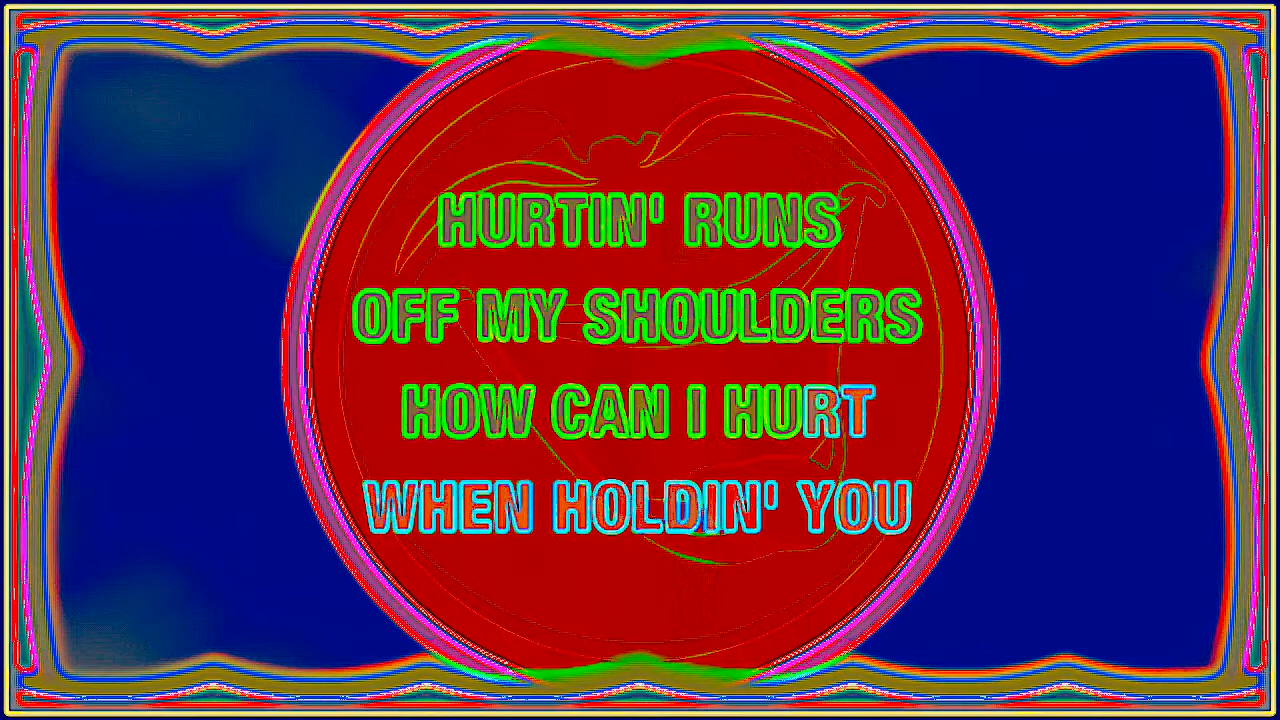 HURTIN' RUNS
OFF MY SHOULDERS
HOW CAN I HURT
WHEN HOLDIN' YOU